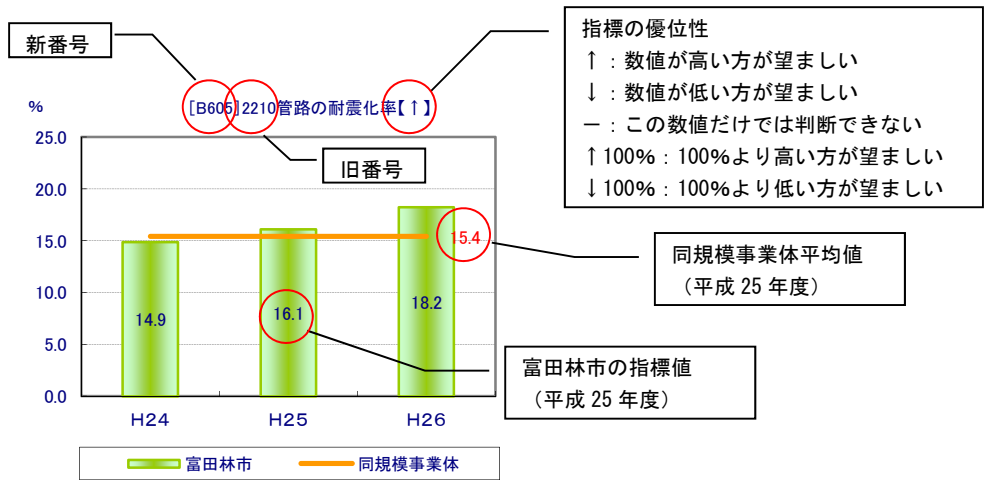 新番号
指標の優位性
↑：数値が高い方が望ましい
↓：数値が低い方が望ましい
－：この数値だけでは判断できない
↑100%：100%より高い方が望ましい
↓100%：100%より低い方が望ましい
%
[B605]2210管路の耐震化率【↑】
旧番号
25.0
20.0
15.0
10.0
5.0
0.0
15.4
14.9
16.1
18.2
H24
H25
H26
同規模事業体平均値
（平成25年度）
富田林市の指標値
（平成25年度）
富田林市
同規模事業体